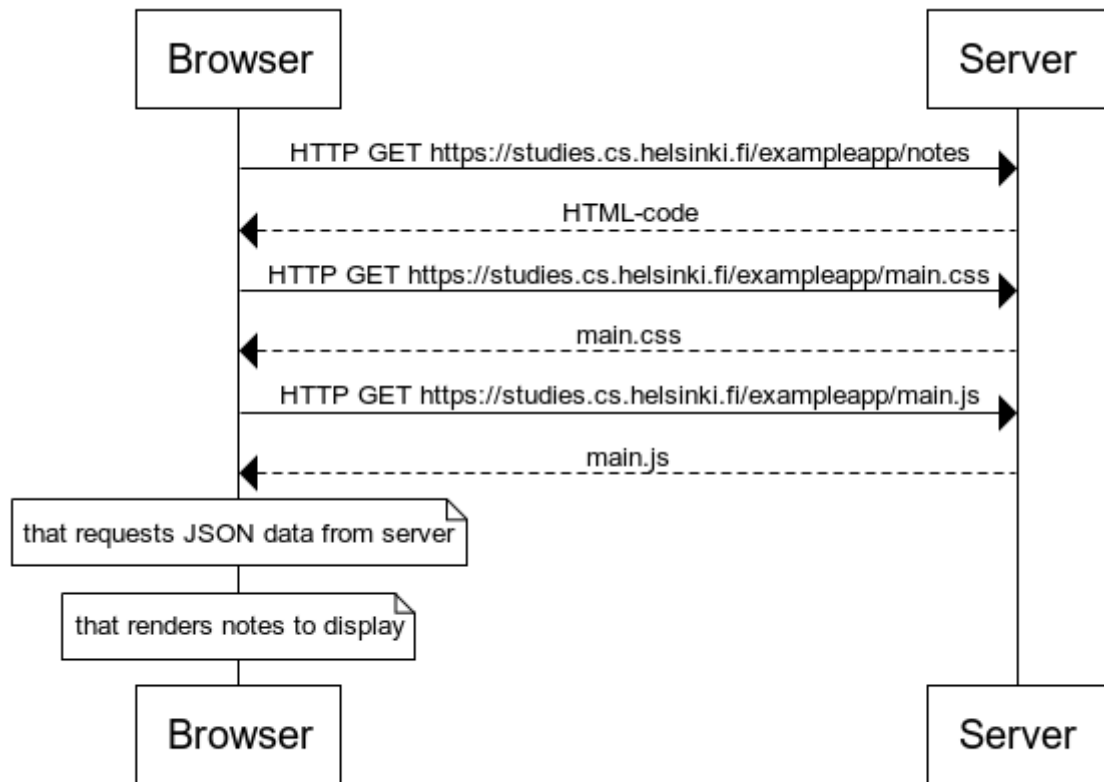 Browser
Server
HTTP GET https://studies.cs.helsinki.fi/exampleapp/notes
HTML-code
HTTP GET https://studies.cs.helsinki.fi/exampleapp/main.css
main.css
HTTP GET https://studies.cs.helsinki.fi/exampleapp/main.js
main.js
that requests JSON data from server
that renders notes to display
Browser
Server